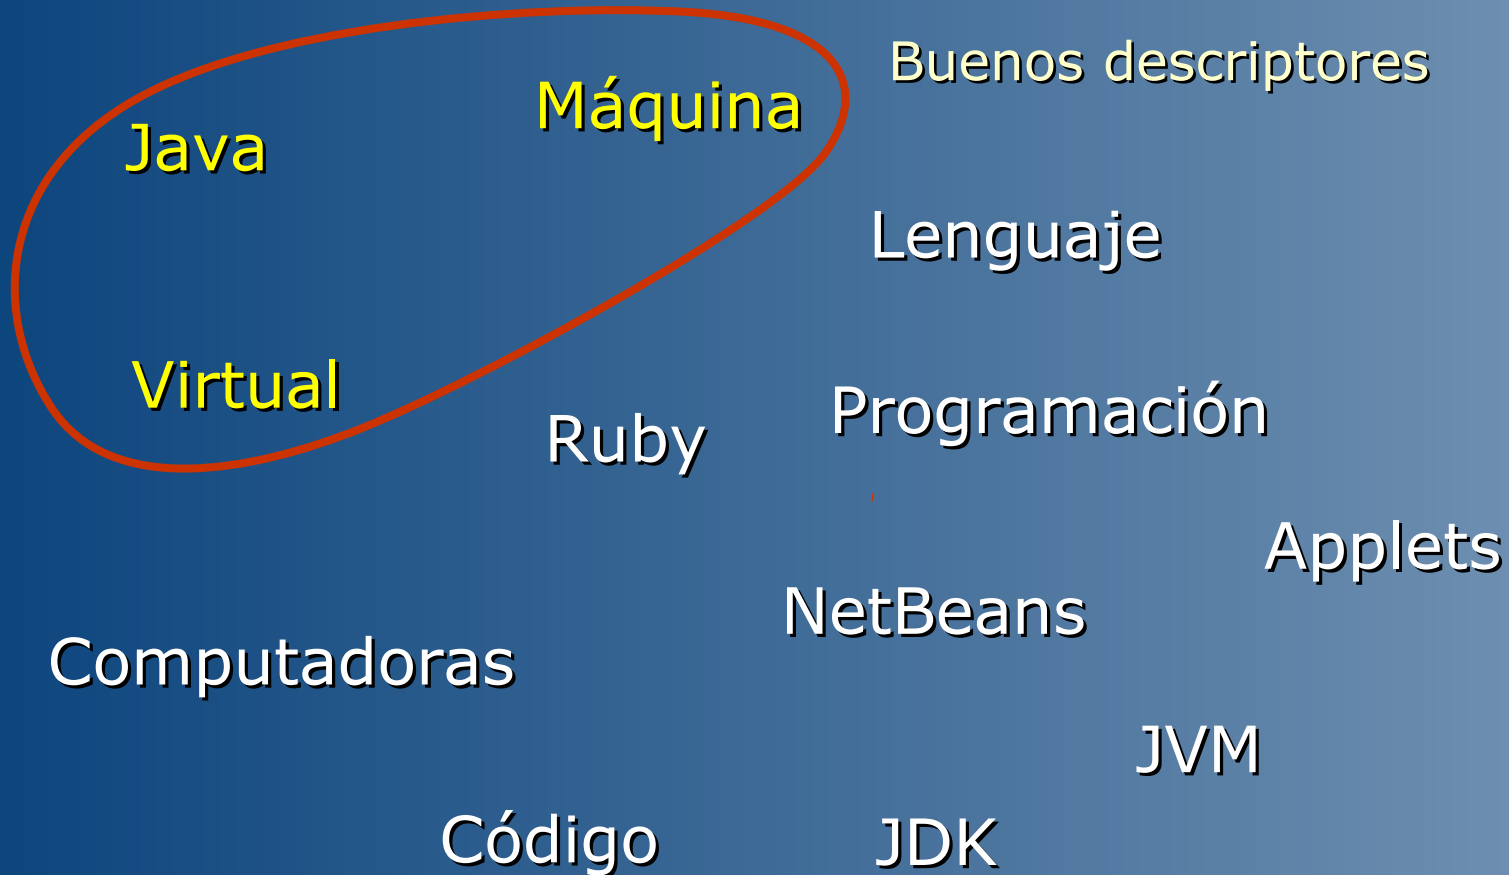 Buenos descriptores
Máquina
Java
Lenguaje
Virtual
Programación
Ruby
Applets
NetBeans
Computadoras
JVM
Código
JDK